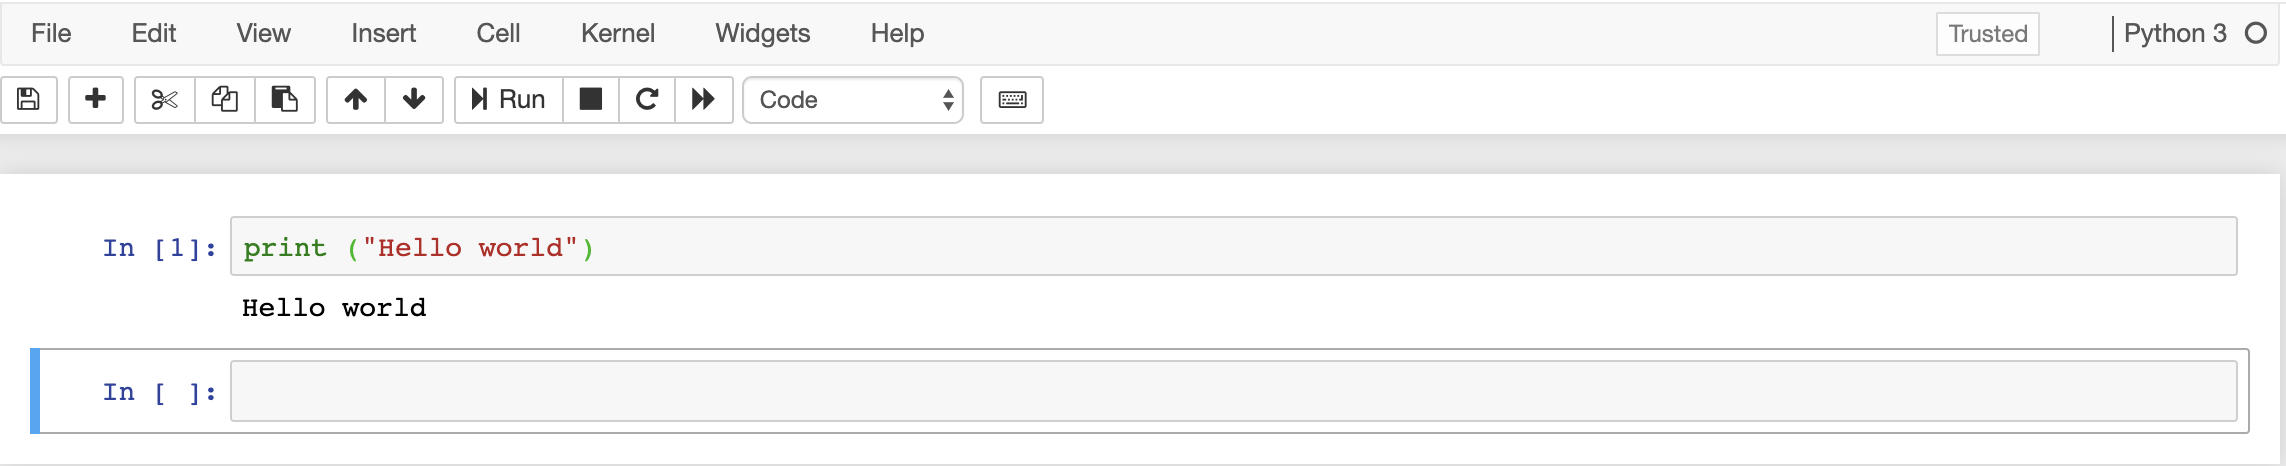 File Edit View Insert Cell Kernel Widgets Help Trusted Python 3
Run Code
In [1]: print ("Hello world")
Hello world
In [ ]: